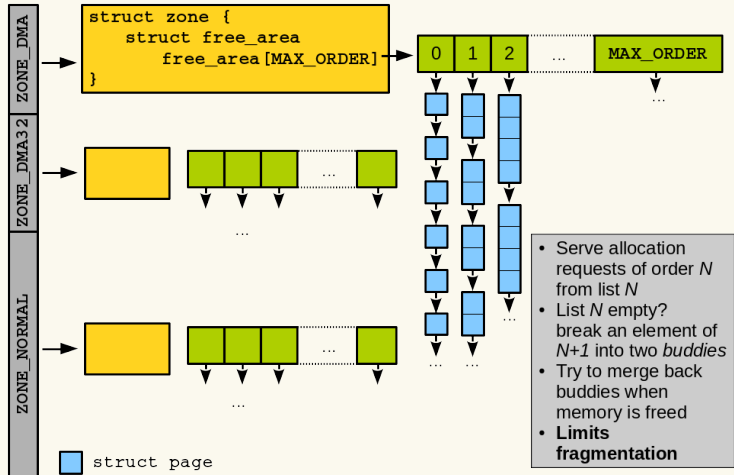 ZONE_DMA
struct zone {
struct free_area
free_area[MAX_ORDER]
}
0 1 2 ... MAX_ORDER
...
ZONE_DMA32
...
...
ZONE_NORMAL
...
...
...
...
...
• Serve allocation
requests of order N
from list N
• List N empty?
break an element of
N+1 into two buddies
• Try to merge back
buddies when
memory is freed
• Limits
fragmentation
struct page